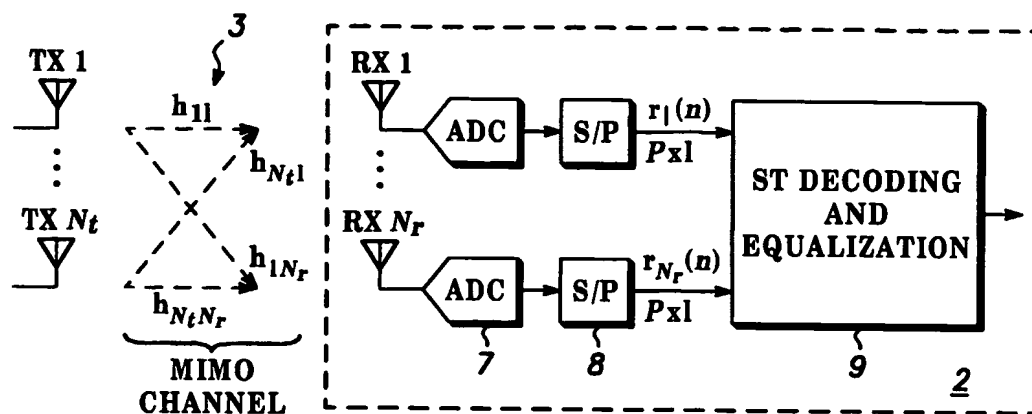 3
TX 1
RX 1
h11
ADC
S/P
r1(n)
Px1
hNt1
ST DECODING
AND
EQUALIZATION
TX Nt
RX Nr
h1Nr
ADC
S/P
rNr(n)
Px1
hNtNr
7
8
9
2
MIMO
CHANNEL